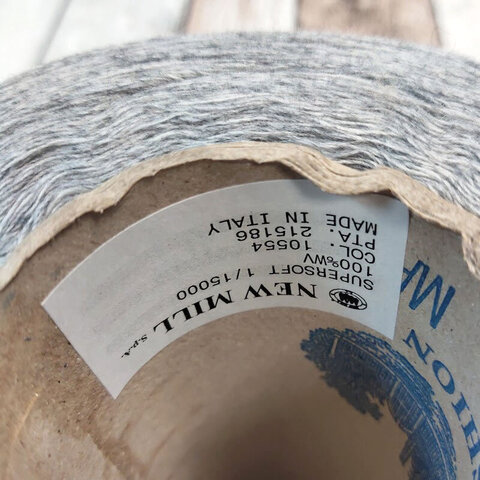 NEW MILL S.p.A.
SUPERSOFT 1/15000
100%WV
COL. 10554
PTA. 215186
MADE IN ITALY